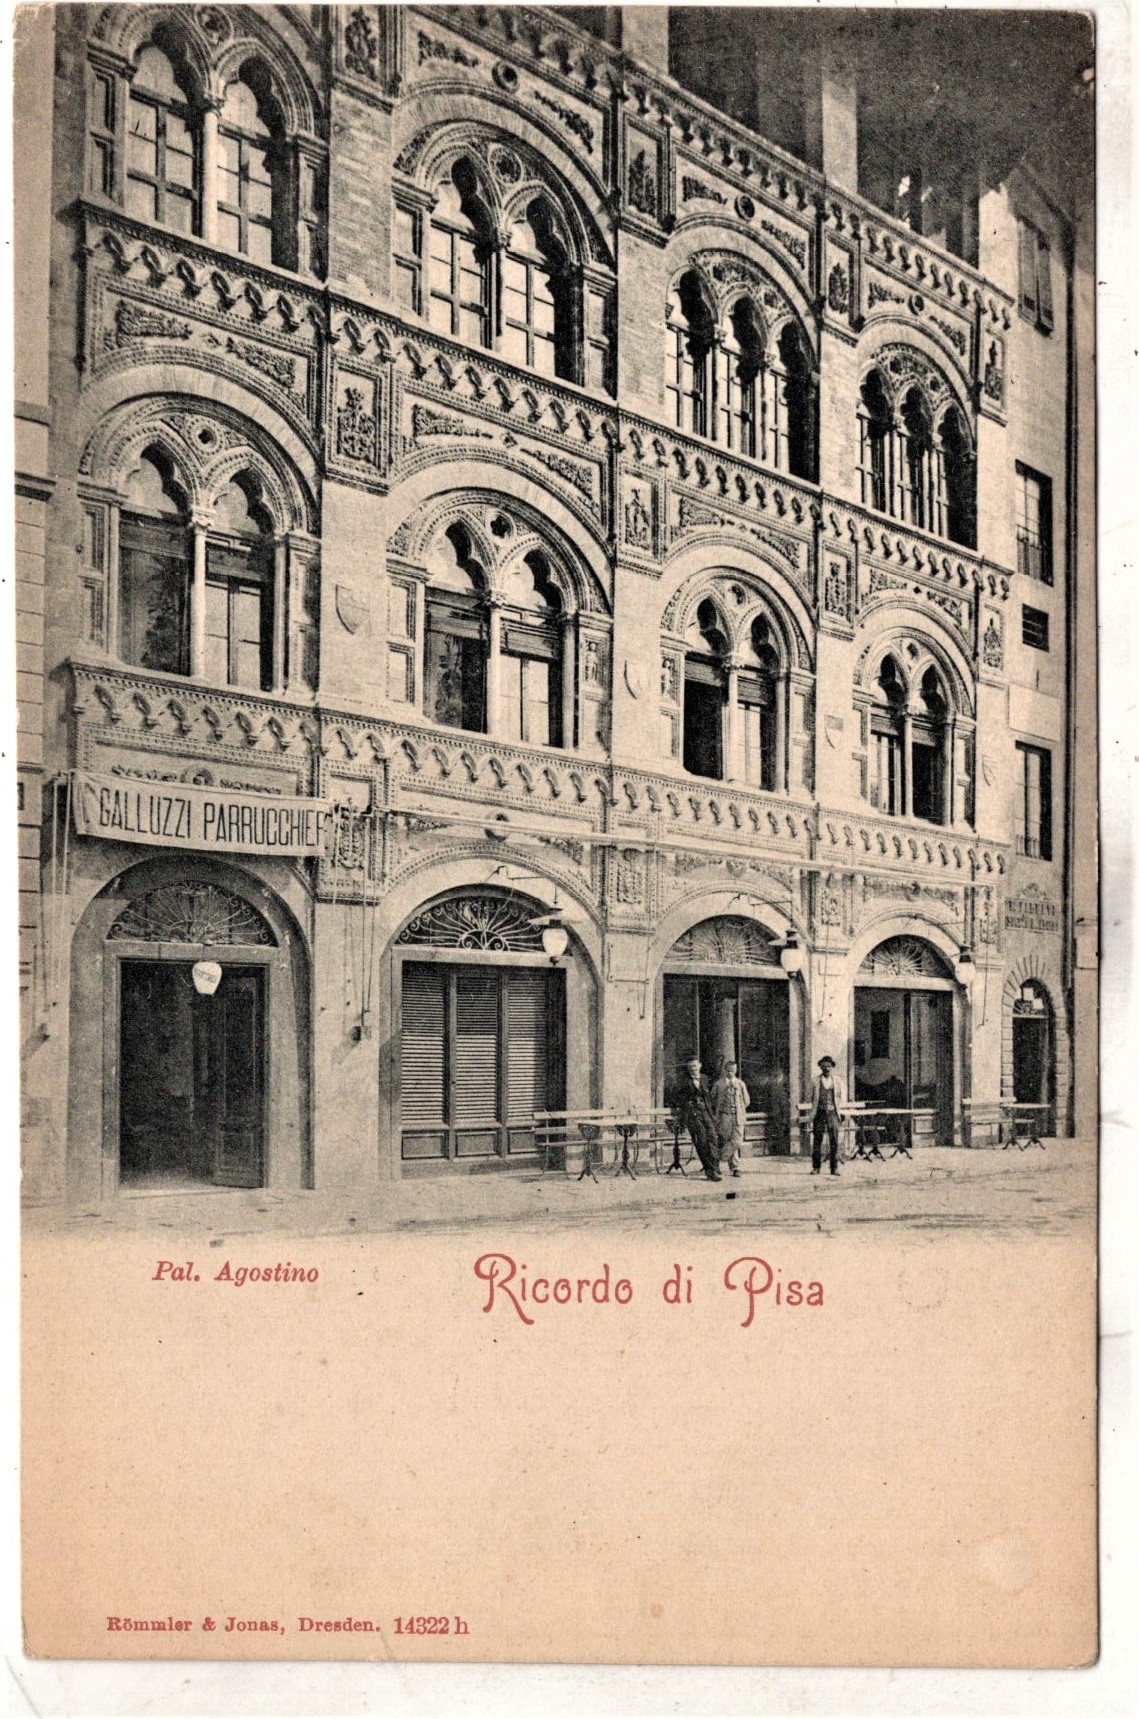 GALLUZZI PARRUCCHIER
Pal. Agostino
Ricordo di Pisa
Römmler & Jonas, Dresden. 14322 h